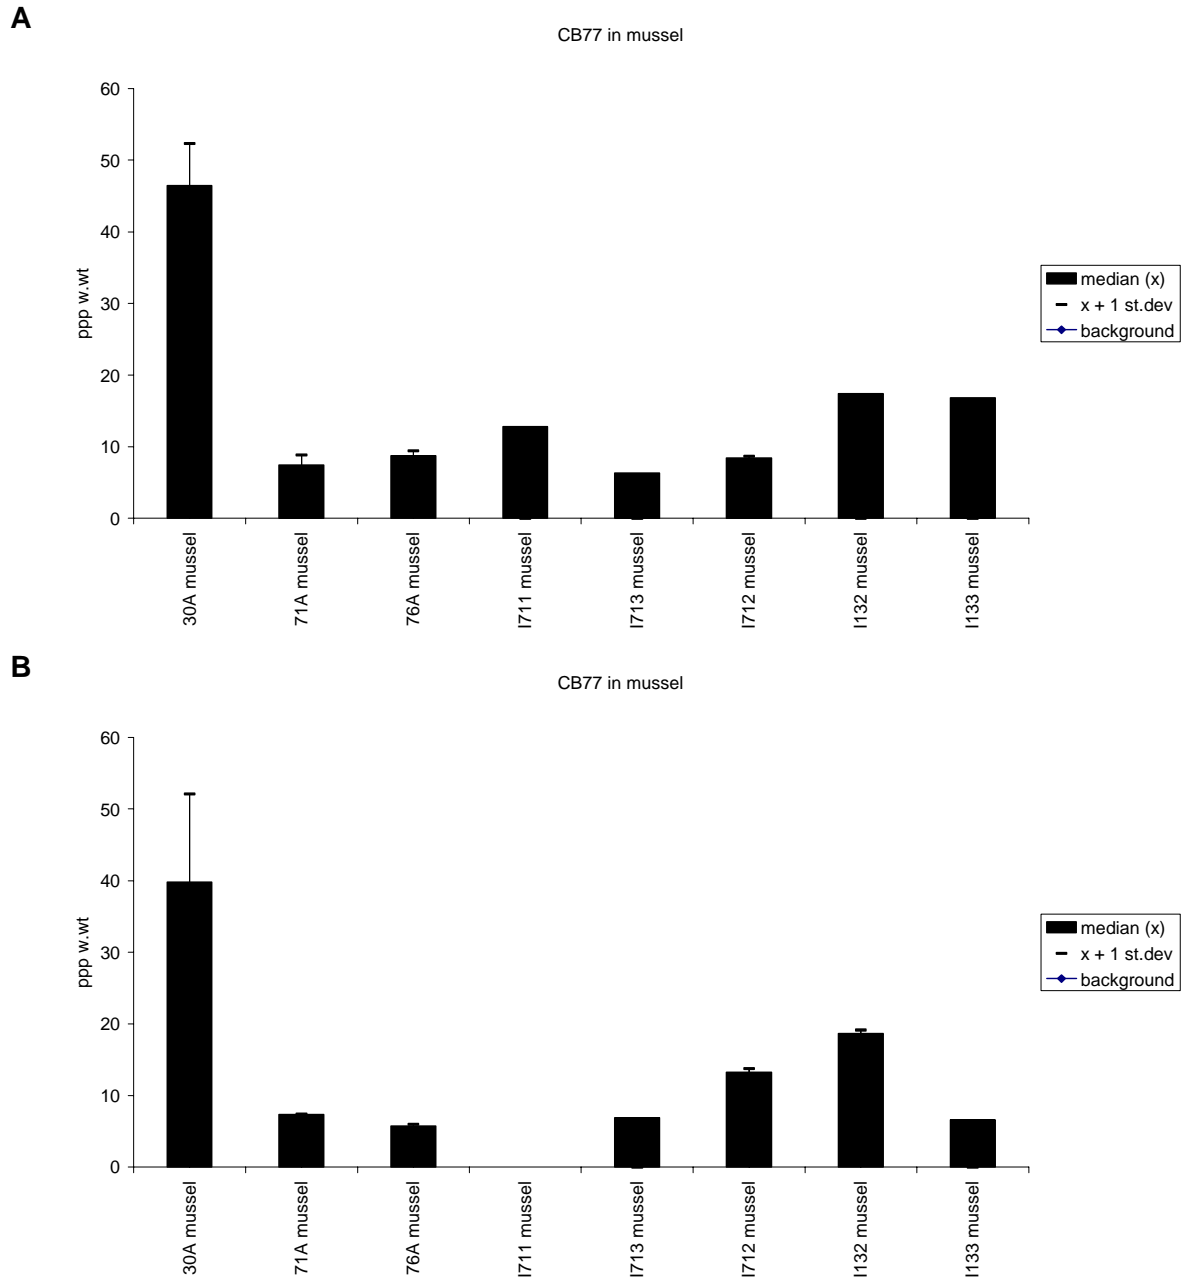 A
CB77 in mussel
60
50
40
30
20
10
0
ppp w.wt
30A mussel
71A mussel
76A mussel
I711 mussel
I713 mussel
I712 mussel
I132 mussel
I133 mussel
median (x)
x + 1 st.dev
background
B
CB77 in mussel
60
50
40
30
20
10
0
ppp w.wt
30A mussel
71A mussel
76A mussel
I711 mussel
I713 mussel
I712 mussel
I132 mussel
I133 mussel
median (x)
x + 1 st.dev
background